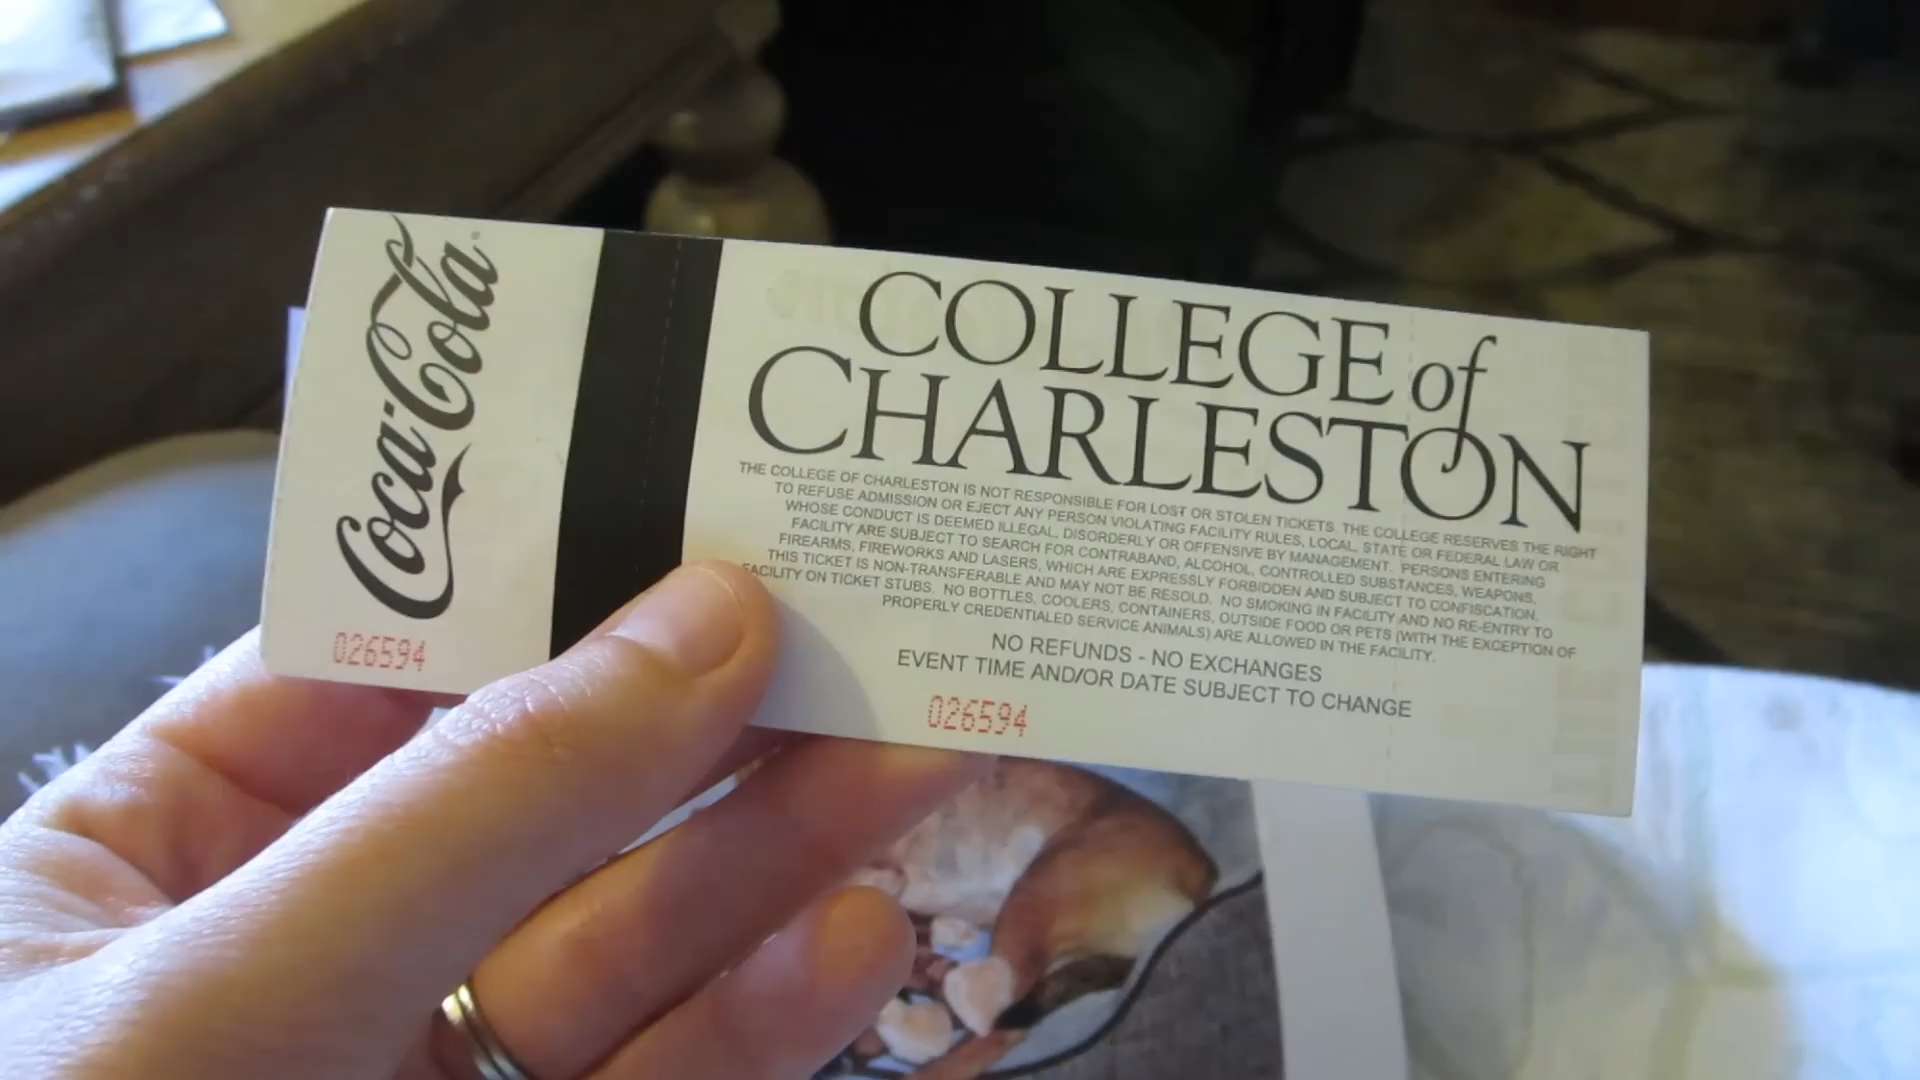 Coca-Cola
026594
COLLEGE of
CHARLESTON
THE COLLEGE OF CHARLESTON IS NOT RESPONSIBLE FOR LOST OR STOLEN TICKETS. THE COLLEGE RESERVES THE RIGHT
TO REFUSE ADMISSION OR EJECT ANY PERSON VIOLATING FACILITY RULES, LOCAL, STATE OR FEDERAL LAW OR
WHOSE CONDUCT IS DEEMED ILLEGAL, DISORDERLY OR OFFENSIVE BY MANAGEMENT. PERSONS ENTERING
FACILITY ARE SUBJECT TO SEARCH FOR CONTRABAND, ALCOHOL, CONTROLLED SUBSTANCES, WEAPONS,
FIREARMS, FIREWORKS AND LASERS, WHICH ARE EXPRESSLY FORBIDDEN AND SUBJECT TO CONFISCATION.
THIS TICKET IS NON-TRANSFERABLE AND MAY NOT BE RESOLD. NO SMOKING IN FACILITY AND NO RE-ENTRY TO
FACILITY ON TICKET STUBS. NO BOTTLES, COOLERS, CONTAINERS, OUTSIDE FOOD OR PETS (WITH THE EXCEPTION OF
PROPERLY CREDENTIALED SERVICE ANIMALS) ARE ALLOWED IN THE FACILITY.
NO REFUNDS - NO EXCHANGES
EVENT TIME AND/OR DATE SUBJECT TO CHANGE
026594